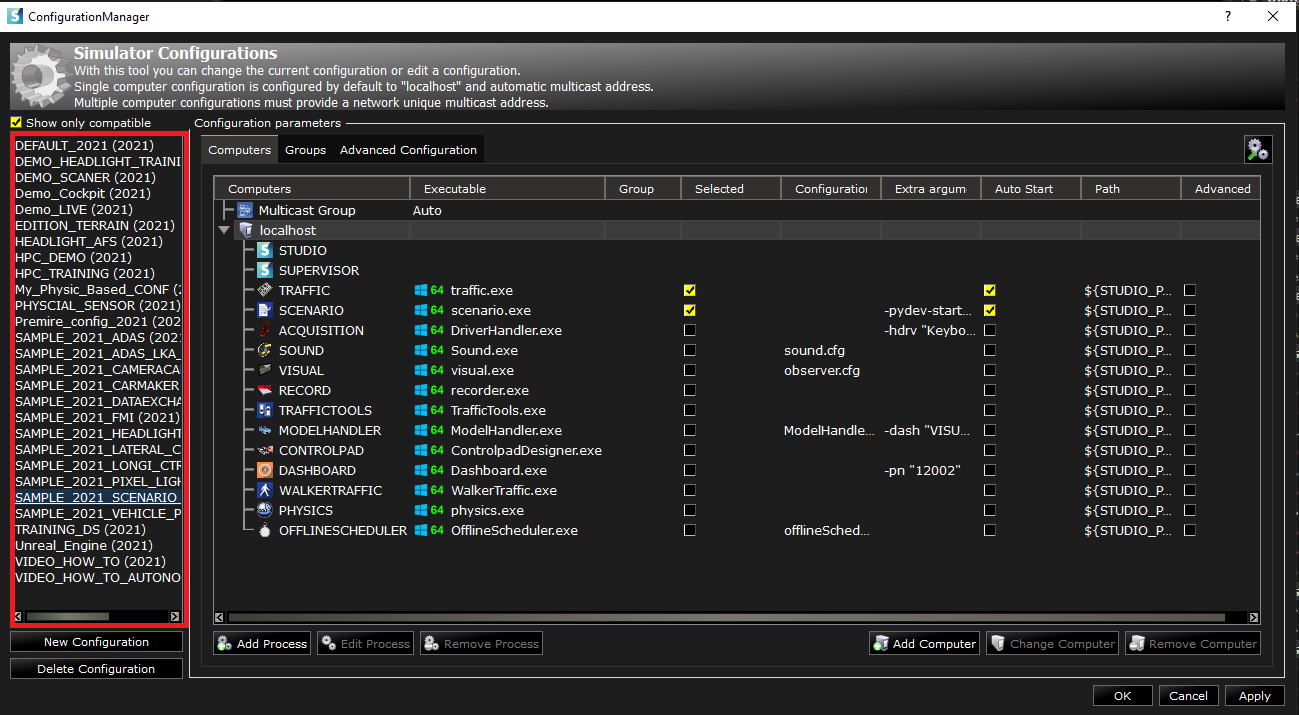 ConfigurationManager
?
Simulator Configurations
With this tool you can change the current configuration or edit a configuration.
Single computer configuration is configured by default to "localhost" and automatic multicast address.
Multiple computer configurations must provide a network unique multicast address.
Show only compatible
DEFAULT_2021 (2021)
DEMO_HEADLIGHT_TRAINI
DEMO_SCANER (2021)
Demo_Cockpit (2021)
Demo_LIVE (2021)
EDITION_TERRAIN (2021)
HEADLIGHT_AFS (2021)
HPC_DEMO (2021)
HPC_TRAINING (2021)
My_Physic_Based_CONF (2
PHYSCIAL_SENSOR (2021)
Premire_config_2021 (202
SAMPLE_2021_ADAS (202
SAMPLE_2021_ADAS_LKA_
SAMPLE_2021_CAMERACA
SAMPLE_2021_CARMAKER
SAMPLE_2021_DATAEXCHA
SAMPLE_2021_FMI (2021)
SAMPLE_2021_HEADLIGHT
SAMPLE_2021_LATERAL_C
SAMPLE_2021_LONGI_CTR
SAMPLE_2021_PIXEL_LIGH
SAMPLE_2021_SCENARIO
SAMPLE_2021_VEHICLE_P
TRAINING_DS (2021)
Unreal_Engine (2021)
VIDEO_HOW_TO (2021)
VIDEO_HOW_TO_AUTONO
New Configuration
Delete Configuration
Configuration parameters
Computers Groups Advanced Configuration
Computers Executable Group Selected Configuration Extra argum Auto Start Path Advanced
Multicast Group Auto
localhost
STUDIO
SUPERVISOR
TRAFFIC 64 traffic.exe ${STUDIO_P...
SCENARIO 64 scenario.exe -pydev-start... ${STUDIO_P...
ACQUISITION 64 DriverHandler.exe -hdrv "Keybo... ${STUDIO_P...
SOUND 64 Sound.exe sound.cfg ${STUDIO_P...
VISUAL 64 visual.exe observer.cfg ${STUDIO_P...
RECORD 64 recorder.exe ${STUDIO_P...
TRAFFICTOOLS 64 TrafficTools.exe ${STUDIO_P...
MODELHANDLER 64 ModelHandler.exe ModelHandle... -dash "VISU... ${STUDIO_P...
CONTROLPAD 64 ControlpadDesigner.exe ${STUDIO_P...
DASHBOARD 64 Dashboard.exe -pn "12002" ${STUDIO_P...
WALKERTRAFFIC 64 WalkerTraffic.exe ${STUDIO_P...
PHYSICS 64 physics.exe ${STUDIO_P...
OFFLINESCHEDULER 64 OfflineScheduler.exe offlineSched... ${STUDIO_P...
Add Process Edit Process Remove Process Add Computer Change Computer Remove Computer
OK Cancel Apply